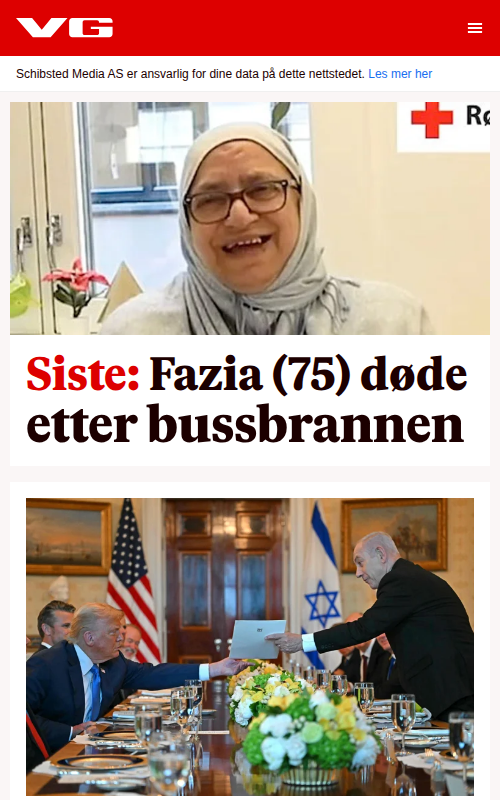 VG
Schibsted Media AS er ansvarlig for dine data på dette nettstedet. Les mer her
Siste: Fazia (75) døde
etter bussbrannen